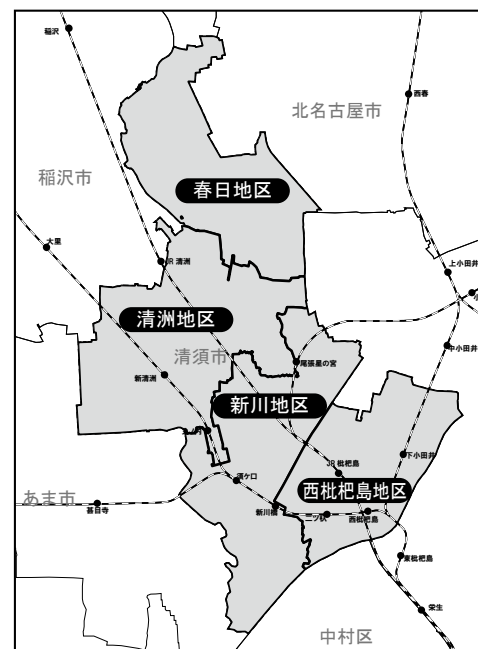 稲沢
西春
北名古屋市
稲沢市
春日地区
大里
JR 清洲
上小田井
清洲地区
清須市
中小田井
尾張星の宮
新清洲
新川地区
下小田井
JR 枇杷島
須ケ口
西枇杷島地区
あま市
甚目寺
新川橋
二ツ杁
西枇杷島
東枇杷島
栄生
中村区